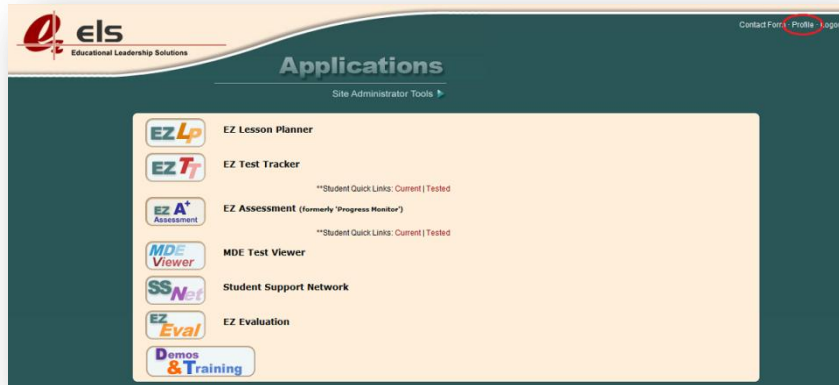 els
Educational Leadership Solutions
Contact Form - Profile - Logout
Applications
Site Administrator Tools
EZ LP
EZ Lesson Planner
EZ TT
EZ Test Tracker
**Student Quick Links: Current | Tested
EZ A+ Assessment
EZ Assessment (formerly 'Progress Monitor')
**Student Quick Links: Current | Tested
MDE Viewer
MDE Test Viewer
SSNet
Student Support Network
EZ Eval
EZ Evaluation
Demos & Training